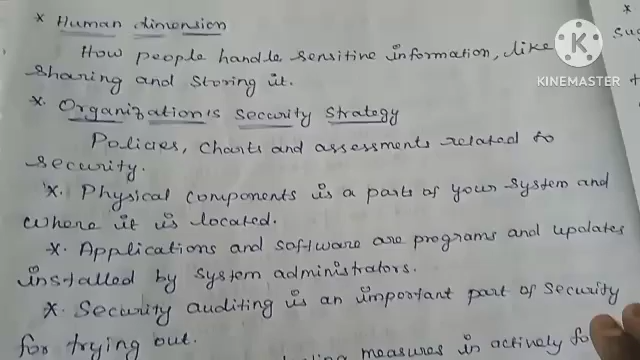 * Human dimension
How people handle sensitive information, like
sharing and storing it.
* Organization's security strategy
Policies, charts and assessments related to
security.
* Physical components is a parts of your system and
where it is located.
* Applications and software are programs and updates
installed by system administrators.
* Security auditing is an important part of security
for trying out.
measures in actively
KINEMASTER